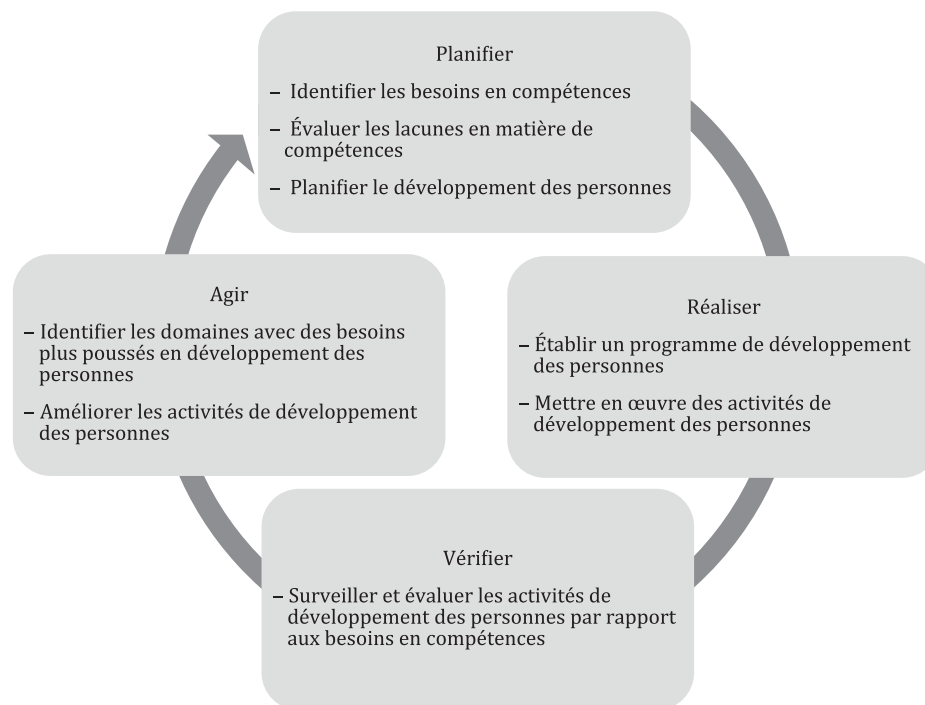 Planifier
– Identifier les besoins en compétences
– Évaluer les lacunes en matière de
compétences
– Planifier le développement des personnes
Agir
– Identifier les domaines avec des besoins
plus poussés en développement des
personnes
– Améliorer les activités de développement
des personnes
Réaliser
– Établir un programme de développement
des personnes
– Mettre en œuvre des activités de
développement des personnes
Vérifier
– Surveiller et évaluer les activités de
développement des personnes par rapport
aux besoins en compétences